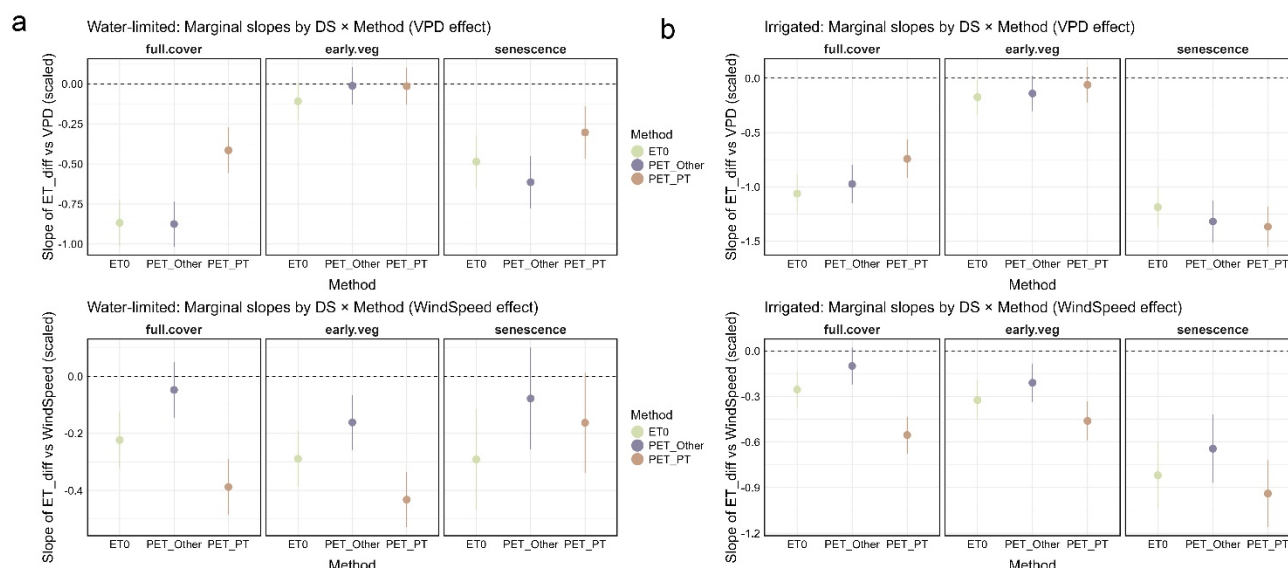 a
Water-limited: Marginal slopes by DS × Method (VPD effect)
full.cover early.veg senescence
Slope of ET_diff vs VPD (scaled)
0.00
-0.25
-0.50
-0.75
-1.00
ET0 PET_Other PET_PT ET0 PET_Other PET_PT ET0 PET_Other PET_PT
Method
Method
ET0
PET_Other
PET_PT
Water-limited: Marginal slopes by DS × Method (WindSpeed effect)
full.cover early.veg senescence
Slope of ET_diff vs WindSpeed (scaled)
0.0
-0.2
-0.4
ET0 PET_Other PET_PT ET0 PET_Other PET_PT ET0 PET_Other PET_PT
Method
Method
ET0
PET_Other
PET_PT
b
Irrigated: Marginal slopes by DS × Method (VPD effect)
full.cover early.veg senescence
Slope of ET_diff vs VPD (scaled)
0.0
-0.5
-1.0
-1.5
ET0 PET_Other PET_PT ET0 PET_Other PET_PT ET0 PET_Other PET_PT
Method
Irrigated: Marginal slopes by DS × Method (WindSpeed effect)
full.cover early.veg senescence
Slope of ET_diff vs WindSpeed (scaled)
0.0
-0.3
-0.6
-0.9
-1.2
ET0 PET_Other PET_PT ET0 PET_Other PET_PT ET0 PET_Other PET_PT
Method